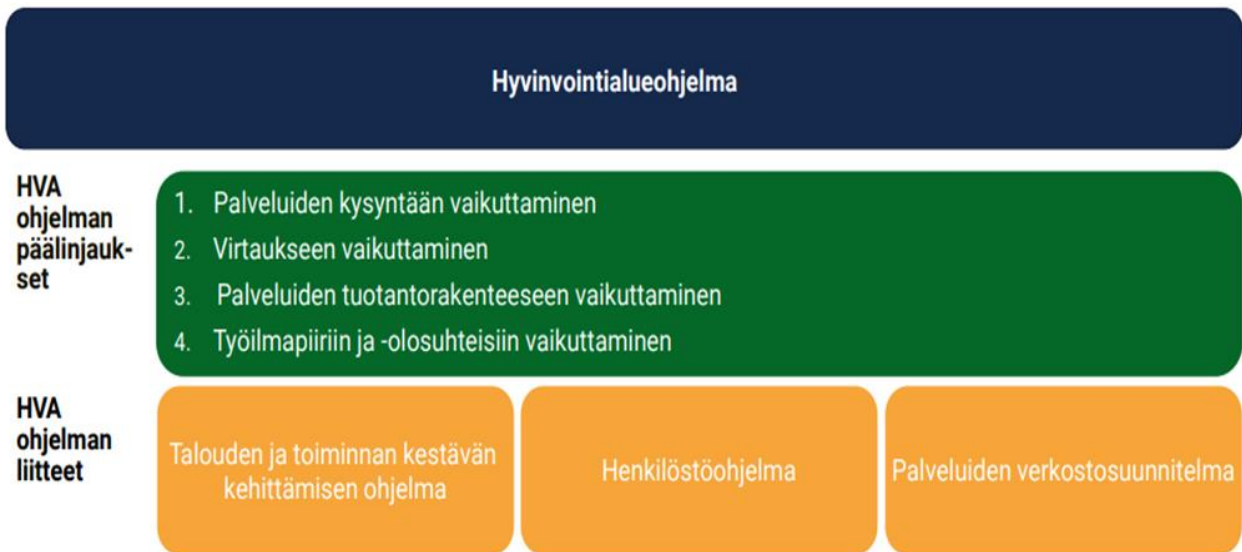 Hyvinvointialueohjelma
HVA
ohjelman
päälinjauk-
set
1. Palveluiden kysyntään vaikuttaminen
2. Virtaukseen vaikuttaminen
3. Palveluiden tuotantorakenteeseen vaikuttaminen
4. Työilmapiiriin ja -olosuhteisiin vaikuttaminen
HVA
ohjelman
liitteet
Talouden ja toiminnan kestävän
kehittämisen ohjelma
Henkilöstöohjelma
Palveluiden verkostosuunnitelma